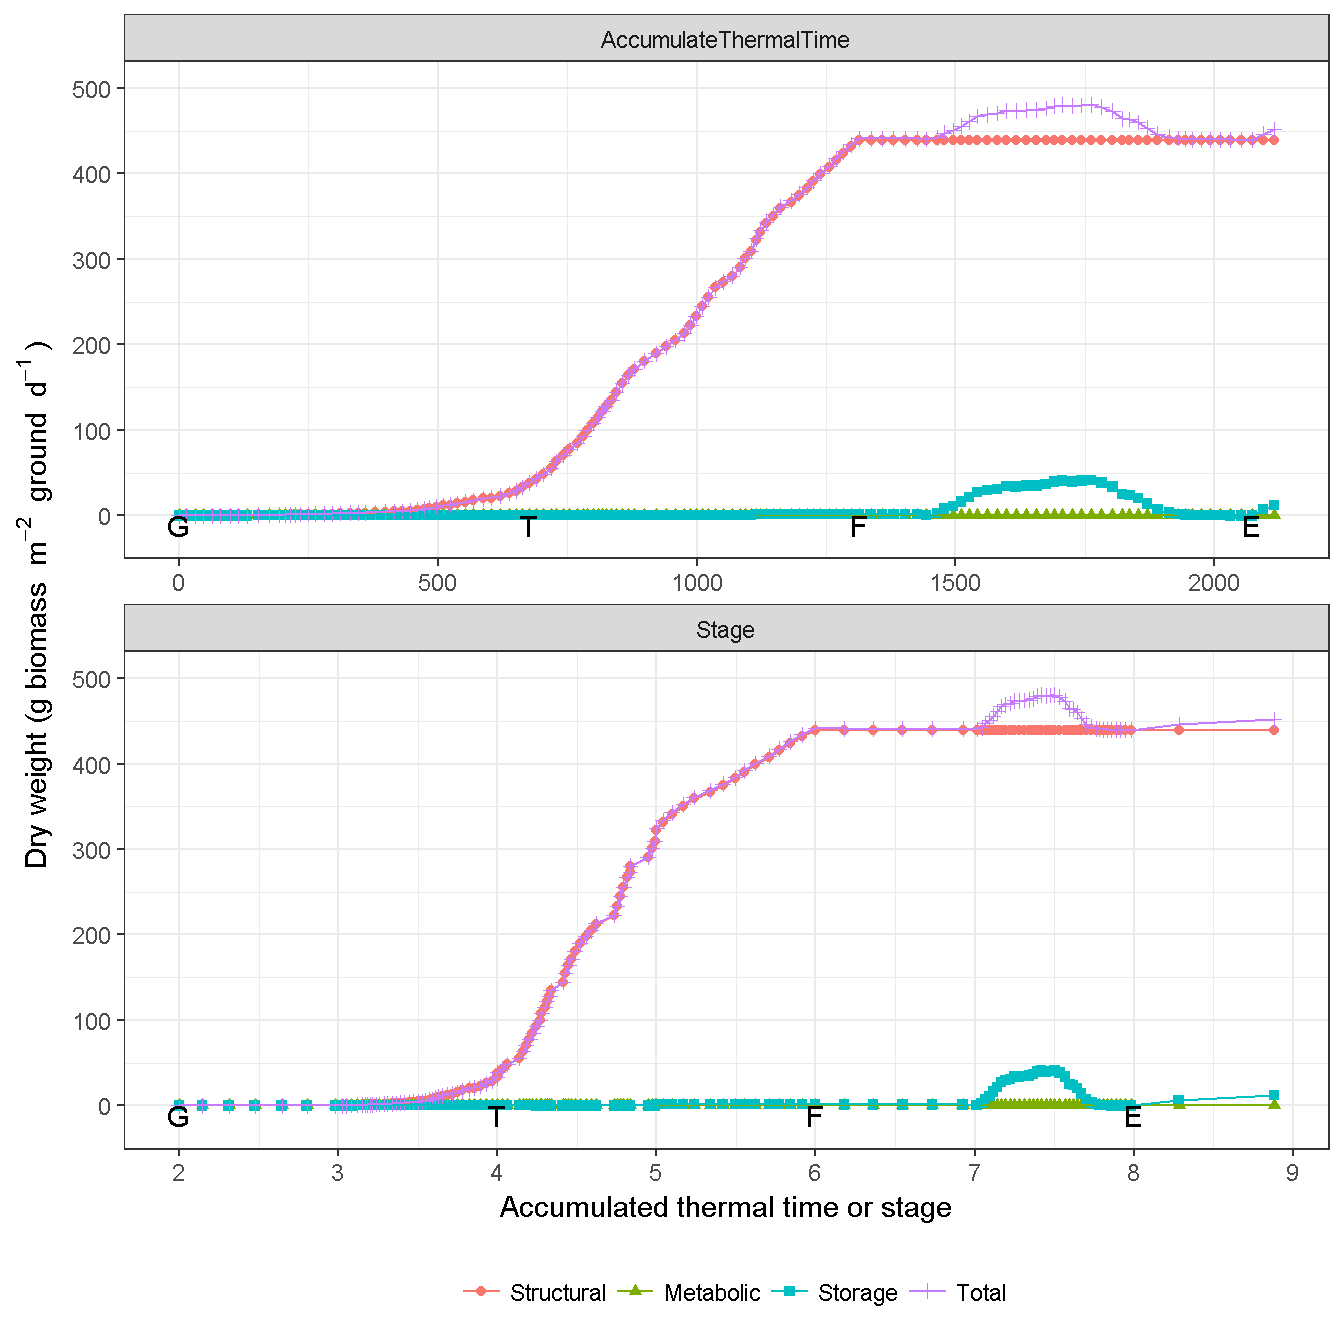 AccumulateThermalTime
500
400
300
200
100
0
G T F E
0 500 1000 1500 2000
Dry weight (g biomass m⁻² ground d⁻¹ )
Stage
500
400
300
200
100
0
G T F E
2 3 4 5 6 7 8 9
Accumulated thermal time or stage
Structural Metabolic Storage Total